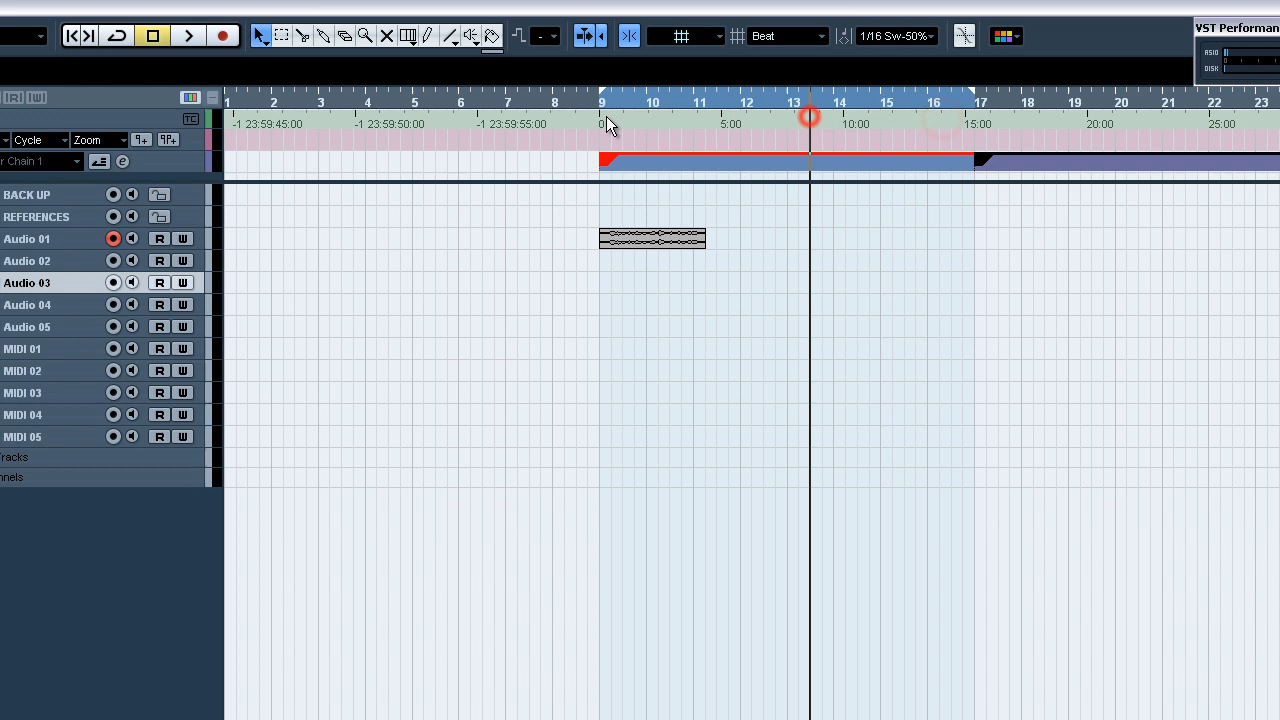 VST Performan
- Beat 1/16 Sw-50%
ASIO
DISK
R W
1 2 3 4 5 6 7 8 9 10 11 12 13 14 15 16 17 18 19 20 21 22 23
TC
-1 23:59:45:00 -1 23:59:50:00 -1 23:59:55:00 0 5:00 10:00 15:00 20:00 25:00
Cycle Zoom
r Chain 1 e
BACK UP
REFERENCES
Audio 01 R W
Audio 02 R W
Audio 03 R W
Audio 04 R W
Audio 05 R W
MIDI 01 R W
MIDI 02 R W
MIDI 03 R W
MIDI 04 R W
MIDI 05 R W
Tracks
nnels